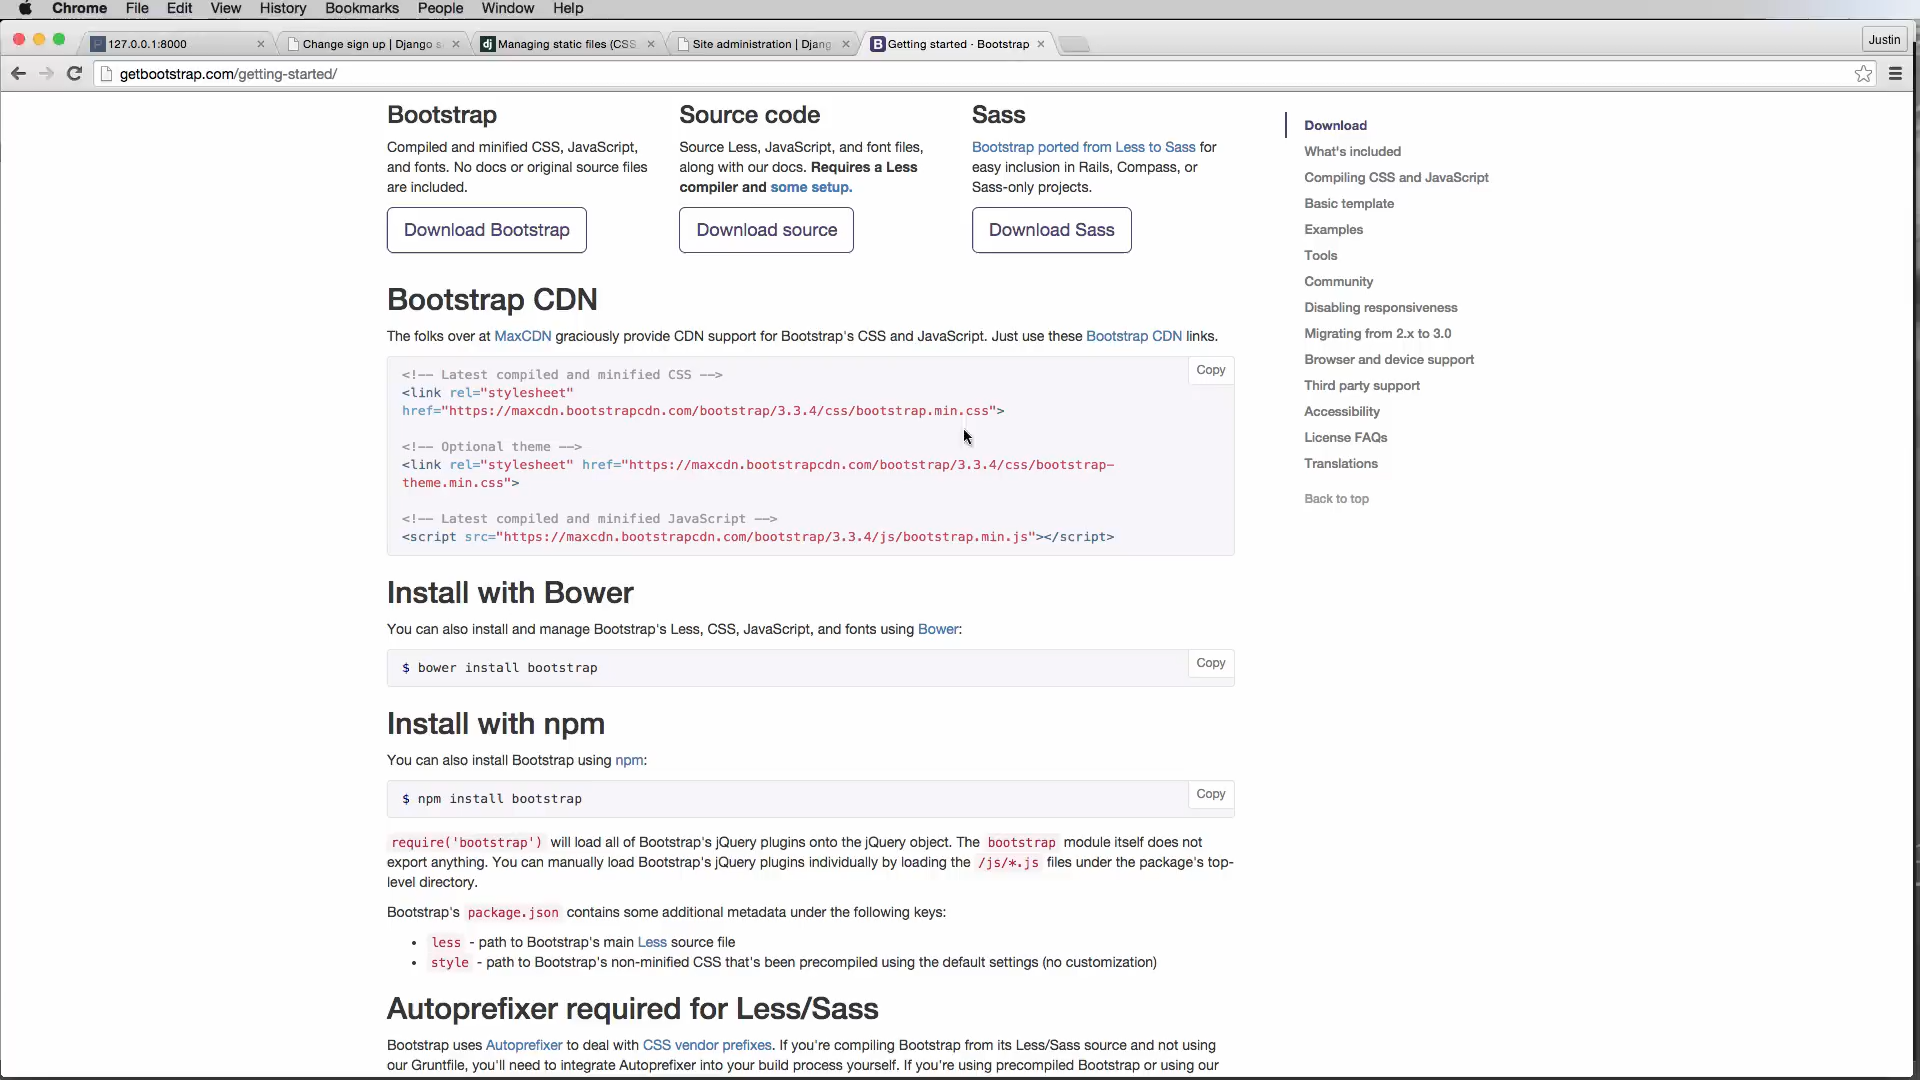 Chrome File Edit View History Bookmarks People Window Help
127.0.0.1:8000 Change sign up | Django s Managing static files (CSS Site administration | Djang Getting started · Bootstrap Justin
getbootstrap.com/getting-started/
Bootstrap
Compiled and minified CSS, JavaScript,
and fonts. No docs or original source files
are included.
Download Bootstrap
Source code
Source Less, JavaScript, and font files,
along with our docs. Requires a Less
compiler and some setup.
Download source
Sass
Bootstrap ported from Less to Sass for
easy inclusion in Rails, Compass, or
Sass-only projects.
Download Sass
Bootstrap CDN
The folks over at MaxCDN graciously provide CDN support for Bootstrap's CSS and JavaScript. Just use these Bootstrap CDN links.
Copy
<!-- Latest compiled and minified CSS -->
<link rel="stylesheet"
href="https://maxcdn.bootstrapcdn.com/bootstrap/3.3.4/css/bootstrap.min.css">
<!-- Optional theme -->
<link rel="stylesheet" href="https://maxcdn.bootstrapcdn.com/bootstrap/3.3.4/css/bootstrap-
theme.min.css">
<!-- Latest compiled and minified JavaScript -->
<script src="https://maxcdn.bootstrapcdn.com/bootstrap/3.3.4/js/bootstrap.min.js"></script>
Install with Bower
You can also install and manage Bootstrap's Less, CSS, JavaScript, and fonts using Bower:
$ bower install bootstrap
Copy
Install with npm
You can also install Bootstrap using npm:
$ npm install bootstrap
Copy
require('bootstrap') will load all of Bootstrap's jQuery plugins onto the jQuery object. The bootstrap module itself does not
export anything. You can manually load Bootstrap's jQuery plugins individually by loading the /js/*.js files under the package's top-
level directory.
Bootstrap's package.json contains some additional metadata under the following keys:
• less - path to Bootstrap's main Less source file
• style - path to Bootstrap's non-minified CSS that's been precompiled using the default settings (no customization)
Autoprefixer required for Less/Sass
Bootstrap uses Autoprefixer to deal with CSS vendor prefixes. If you're compiling Bootstrap from its Less/Sass source and not using
our Gruntfile, you'll need to integrate Autoprefixer into your build process yourself. If you're using precompiled Bootstrap or using our
Download
What's included
Compiling CSS and JavaScript
Basic template
Examples
Tools
Community
Disabling responsiveness
Migrating from 2.x to 3.0
Browser and device support
Third party support
Accessibility
License FAQs
Translations
Back to top